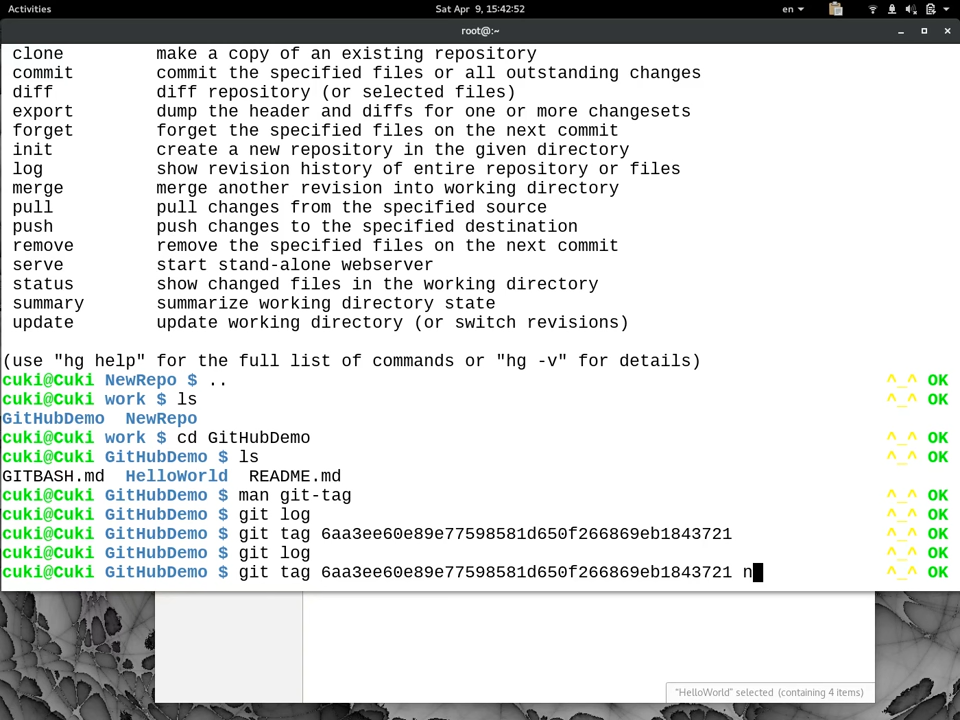 Activities
Sat Apr 9, 15:42:52
en
root@:~
clone make a copy of an existing repository
commit commit the specified files or all outstanding changes
diff diff repository (or selected files)
export dump the header and diffs for one or more changesets
forget forget the specified files on the next commit
init create a new repository in the given directory
log show revision history of entire repository or files
merge merge another revision into working directory
pull pull changes from the specified source
push push changes to the specified destination
remove remove the specified files on the next commit
serve start stand-alone webserver
status show changed files in the working directory
summary summarize working directory state
update update working directory (or switch revisions)
(use "hg help" for the full list of commands or "hg -v" for details)
cuki@Cuki NewRepo $ .. ^_^ OK
cuki@Cuki work $ ls ^_^ OK
GitHubDemo NewRepo
cuki@Cuki work $ cd GitHubDemo ^_^ OK
cuki@Cuki GitHubDemo $ ls ^_^ OK
GITBASH.md HelloWorld README.md
cuki@Cuki GitHubDemo $ man git-tag ^_^ OK
cuki@Cuki GitHubDemo $ git log ^_^ OK
cuki@Cuki GitHubDemo $ git tag 6aa3ee60e89e77598581d650f266869eb1843721 ^_^ OK
cuki@Cuki GitHubDemo $ git log ^_^ OK
cuki@Cuki GitHubDemo $ git tag 6aa3ee60e89e77598581d650f266869eb1843721 n ^_^ OK
"HelloWorld" selected (containing 4 items)